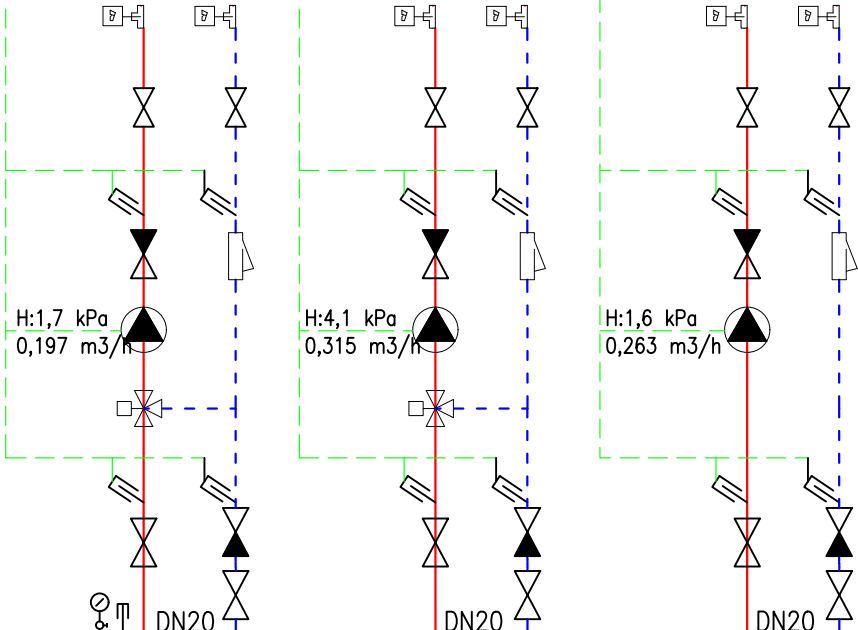 H:1,7 kPa
0,197 m3/h
H:4,1 kPa
0,315 m3/h
H:1,6 kPa
0,263 m3/h
DN20
DN20
DN20